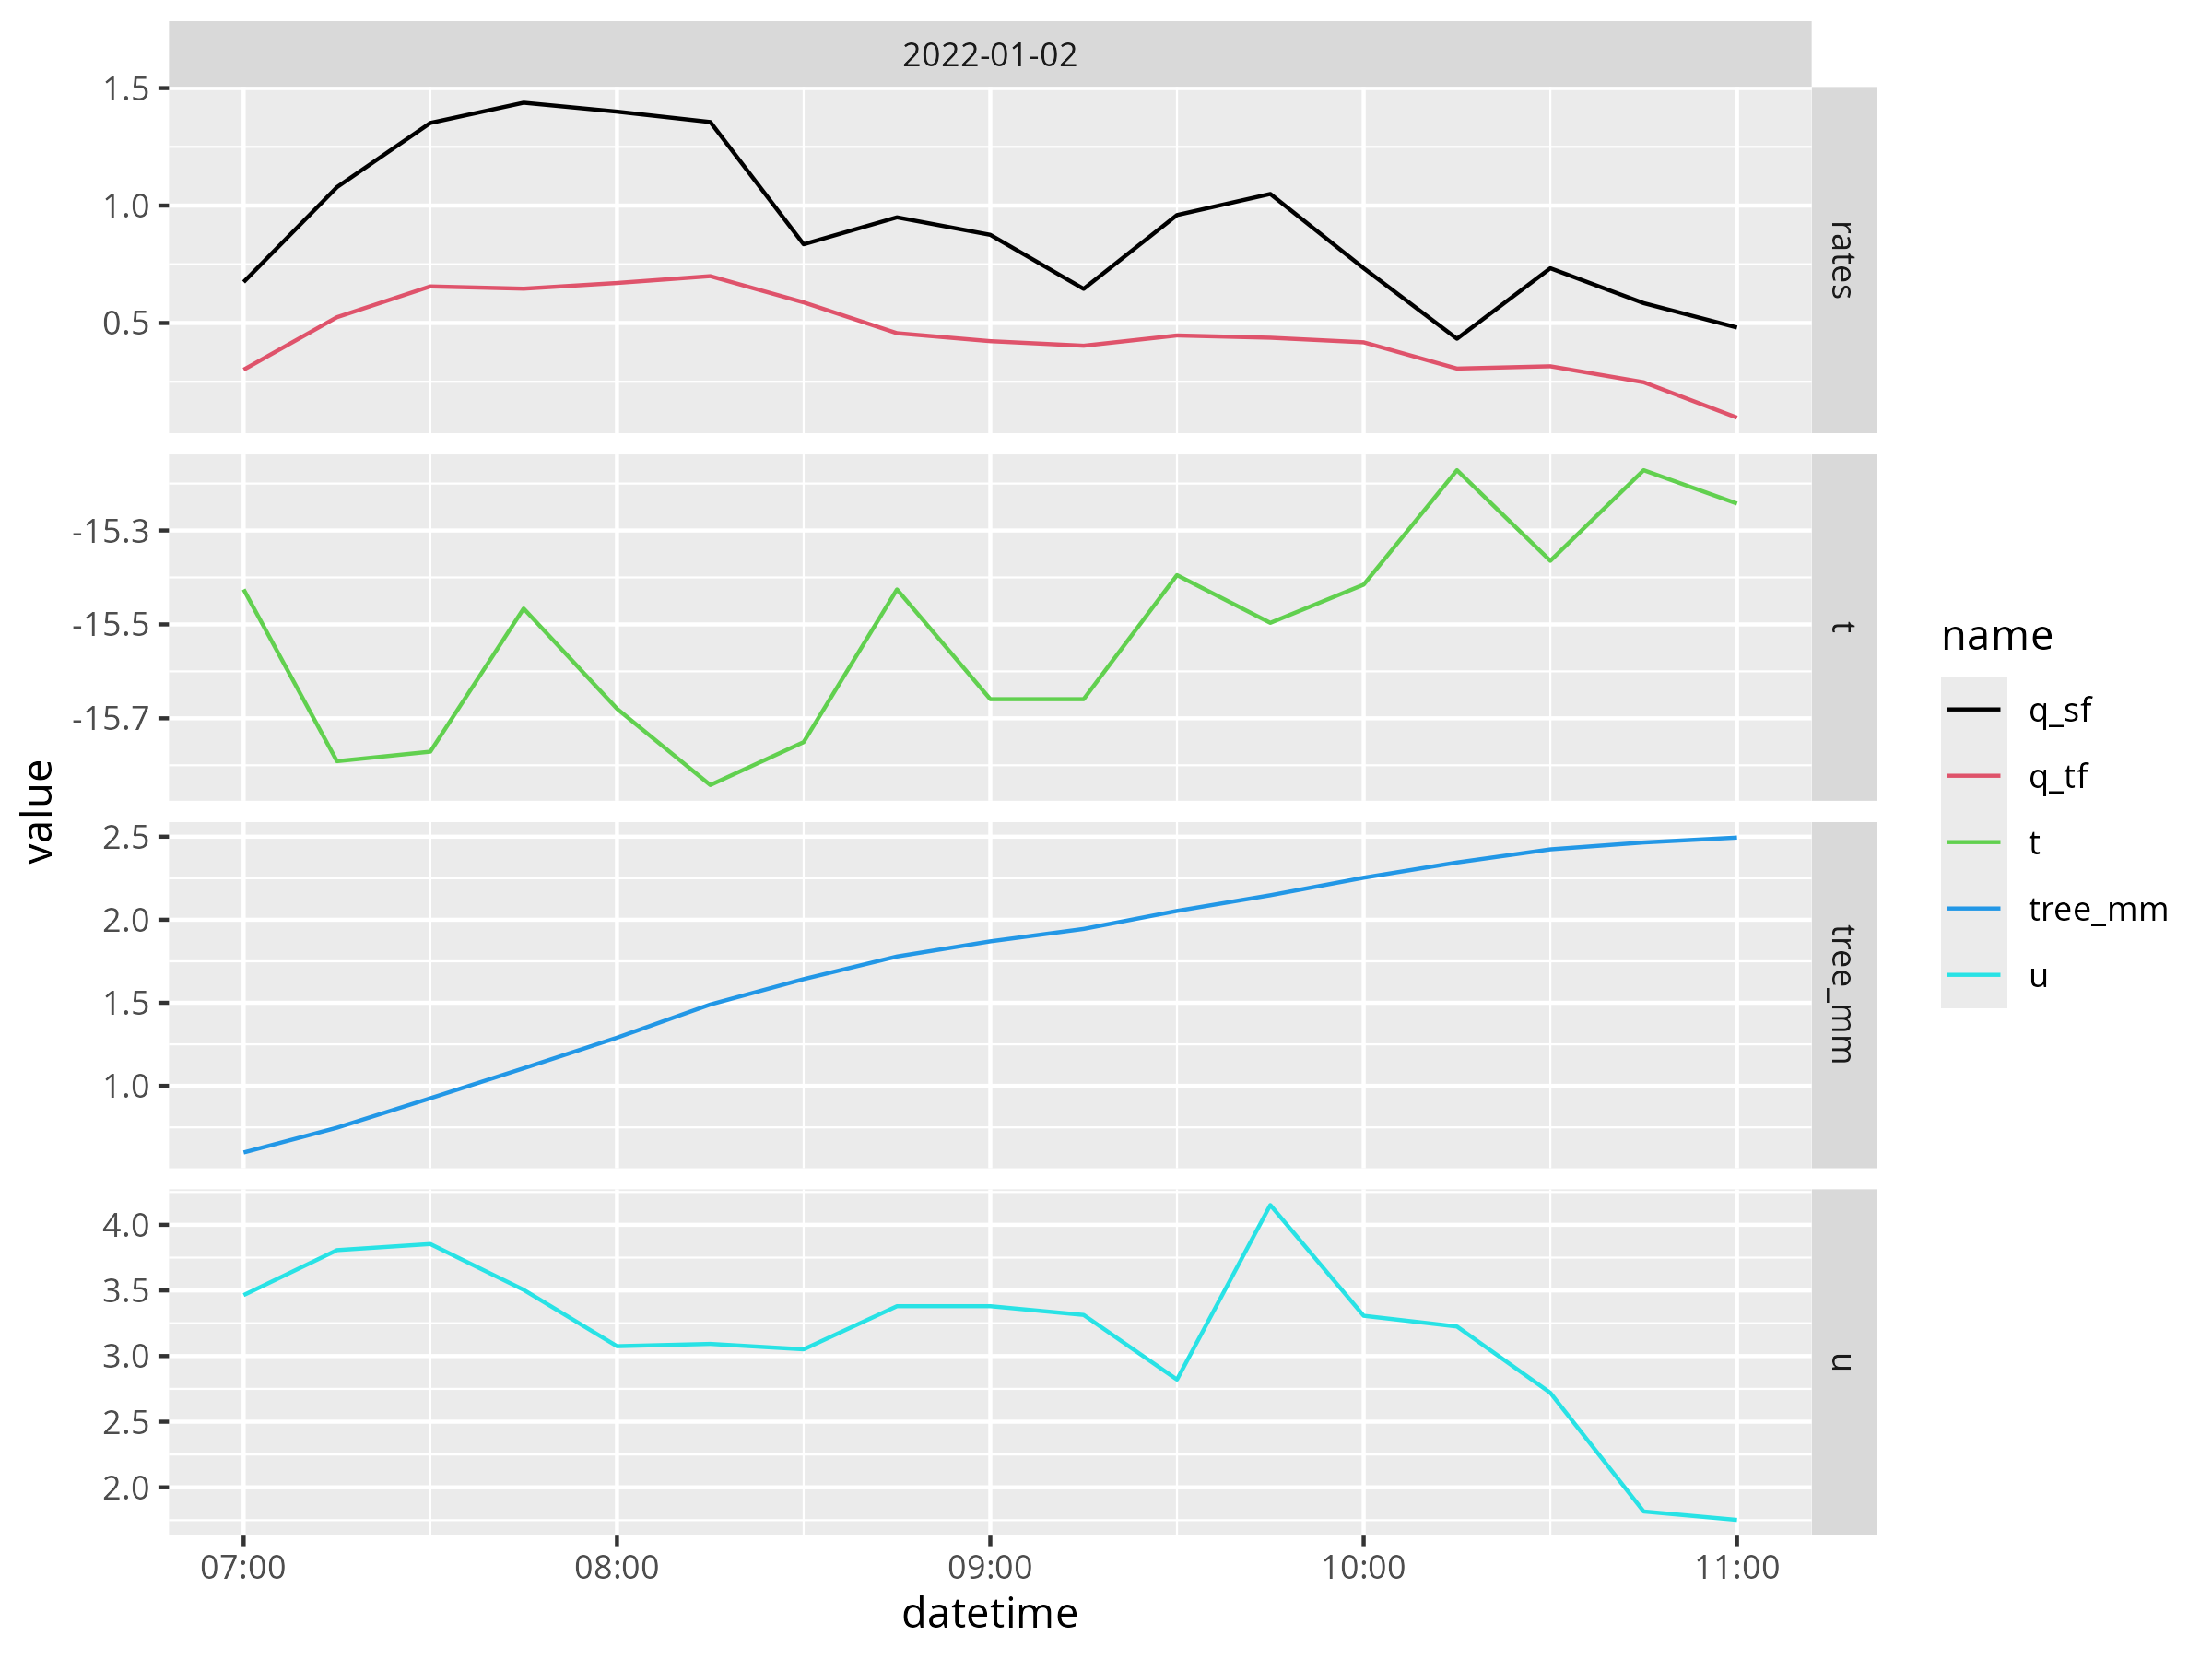 2022-01-02
1.5
1.0
0.5
rates
-15.3
-15.5
-15.7
t
2.5
2.0
1.5
1.0
tree_mm
4.0
3.5
3.0
2.5
2.0
u
07:00 08:00 09:00 10:00 11:00
datetime
value
name
q_sf
q_tf
t
tree_mm
u